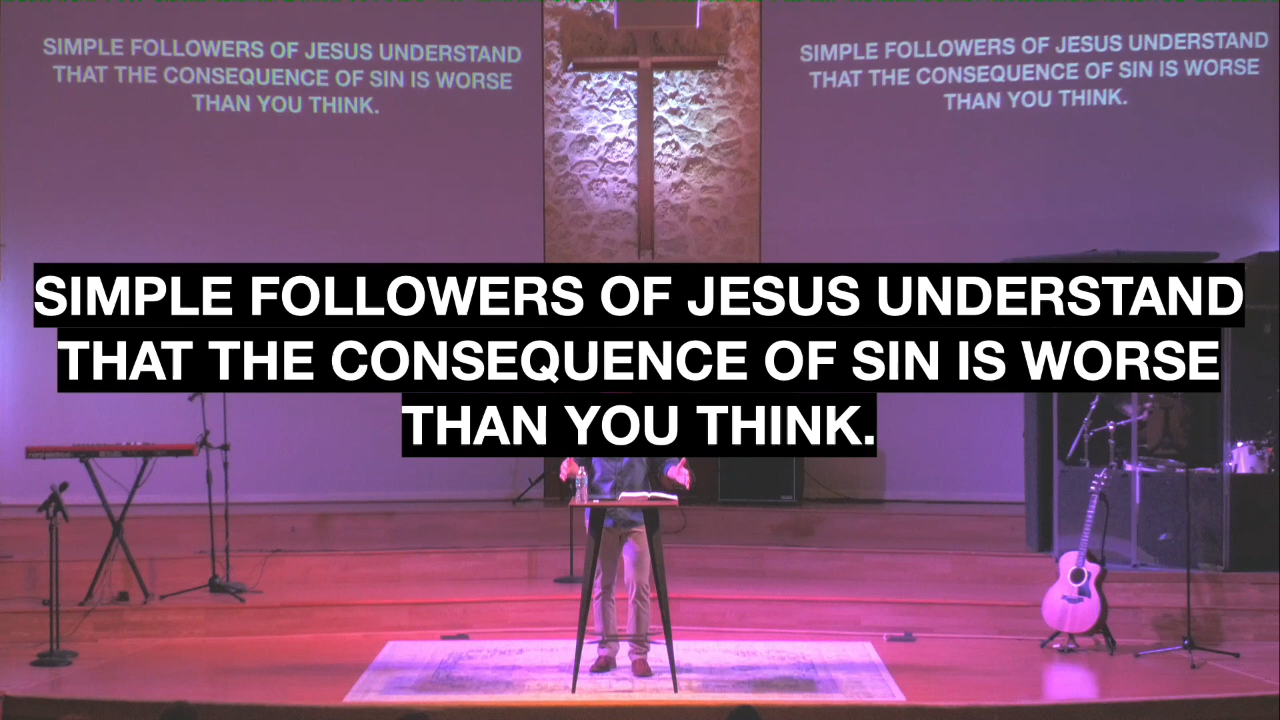 SIMPLE FOLLOWERS OF JESUS UNDERSTAND
THAT THE CONSEQUENCE OF SIN IS WORSE
THAN YOU THINK.
SIMPLE FOLLOWERS OF JESUS UNDERSTAND
THAT THE CONSEQUENCE OF SIN IS WORSE
THAN YOU THINK.
SIMPLE FOLLOWERS OF JESUS UNDERSTAND
THAT THE CONSEQUENCE OF SIN IS WORSE
THAN YOU THINK.